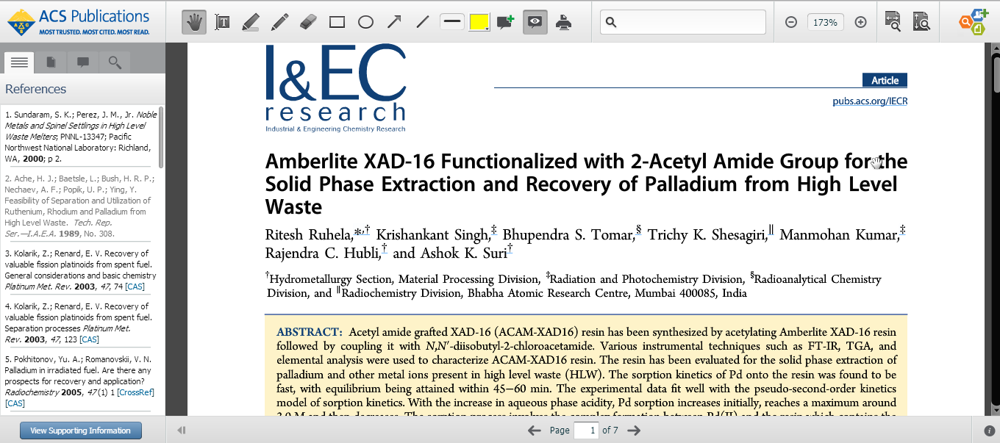 ACS Publications
MOST TRUSTED. MOST CITED. MOST READ.
T
173%
References
1. Sundaram, S. K.; Perez, J. M., Jr. Noble
Metals and Spinel Settlings in High Level
Waste Melters; PNNL-13347; Pacific
Northwest National Laboratory: Richland,
WA, 2000; p 2.
2. Ache, H. J.; Baetsle, L.; Bush, H. R. P.;
Nechaev, A. F.; Popik, U. P.; Ying, Y.
Feasibility of Separation and Utilization of
Ruthenium, Rhodium and Palladium from
High Level Waste. Tech. Rep.
Ser.—I.A.E.A. 1989, No. 308.
3. Kolarik, Z.; Renard, E. V. Recovery of
valuable fission platinoids from spent fuel.
General considerations and basic chemistry
Platinum Met. Rev. 2003, 47, 74 [CAS]
4. Kolarik, Z.; Renard, E. V. Recovery of
valuable fission platinoids from spent fuel.
Separation processes Platinum Met.
Rev. 2003, 47, 123 [CAS]
5. Pokhitonov, Yu. A.; Romanovskii, V. N.
Palladium in irradiated fuel. Are there any
prospects for recovery and application?
Radiochemistry 2005, 47(1) 1 [CrossRef]
[CAS]
View Supporting Information
I&EC
research
Industrial & Engineering Chemistry Research
Article
pubs.acs.org/IECR
Amberlite XAD-16 Functionalized with 2-Acetyl Amide Group for the
Solid Phase Extraction and Recovery of Palladium from High Level
Waste
Ritesh Ruhela,*,† Krishankant Singh,‡ Bhupendra S. Tomar,§ Trichy K. Shesagiri,∥ Manmohan Kumar,‡
Rajendra C. Hubli,† and Ashok K. Suri†
†Hydrometallurgy Section, Material Processing Division, ‡Radiation and Photochemistry Division, §Radioanalytical Chemistry
Division, and ∥Radiochemistry Division, Bhabha Atomic Research Centre, Mumbai 400085, India
ABSTRACT: Acetyl amide grafted XAD-16 (ACAM-XAD16) resin has been synthesized by acetylating Amberlite XAD-16 resin
followed by coupling it with N,N′-diisobutyl-2-chloroacetamide. Various instrumental techniques such as FT-IR, TGA, and
elemental analysis were used to characterize ACAM-XAD16 resin. The resin has been evaluated for the solid phase extraction of
palladium and other metal ions present in high level waste (HLW). The sorption kinetics of Pd onto the resin was found to be
fast, with equilibrium being attained within 45−60 min. The experimental data fit well with the pseudo-second-order kinetics
model of sorption kinetics. With the increase in aqueous phase acidity, Pd sorption increases initially, reaches a maximum around
Page 1 of 7